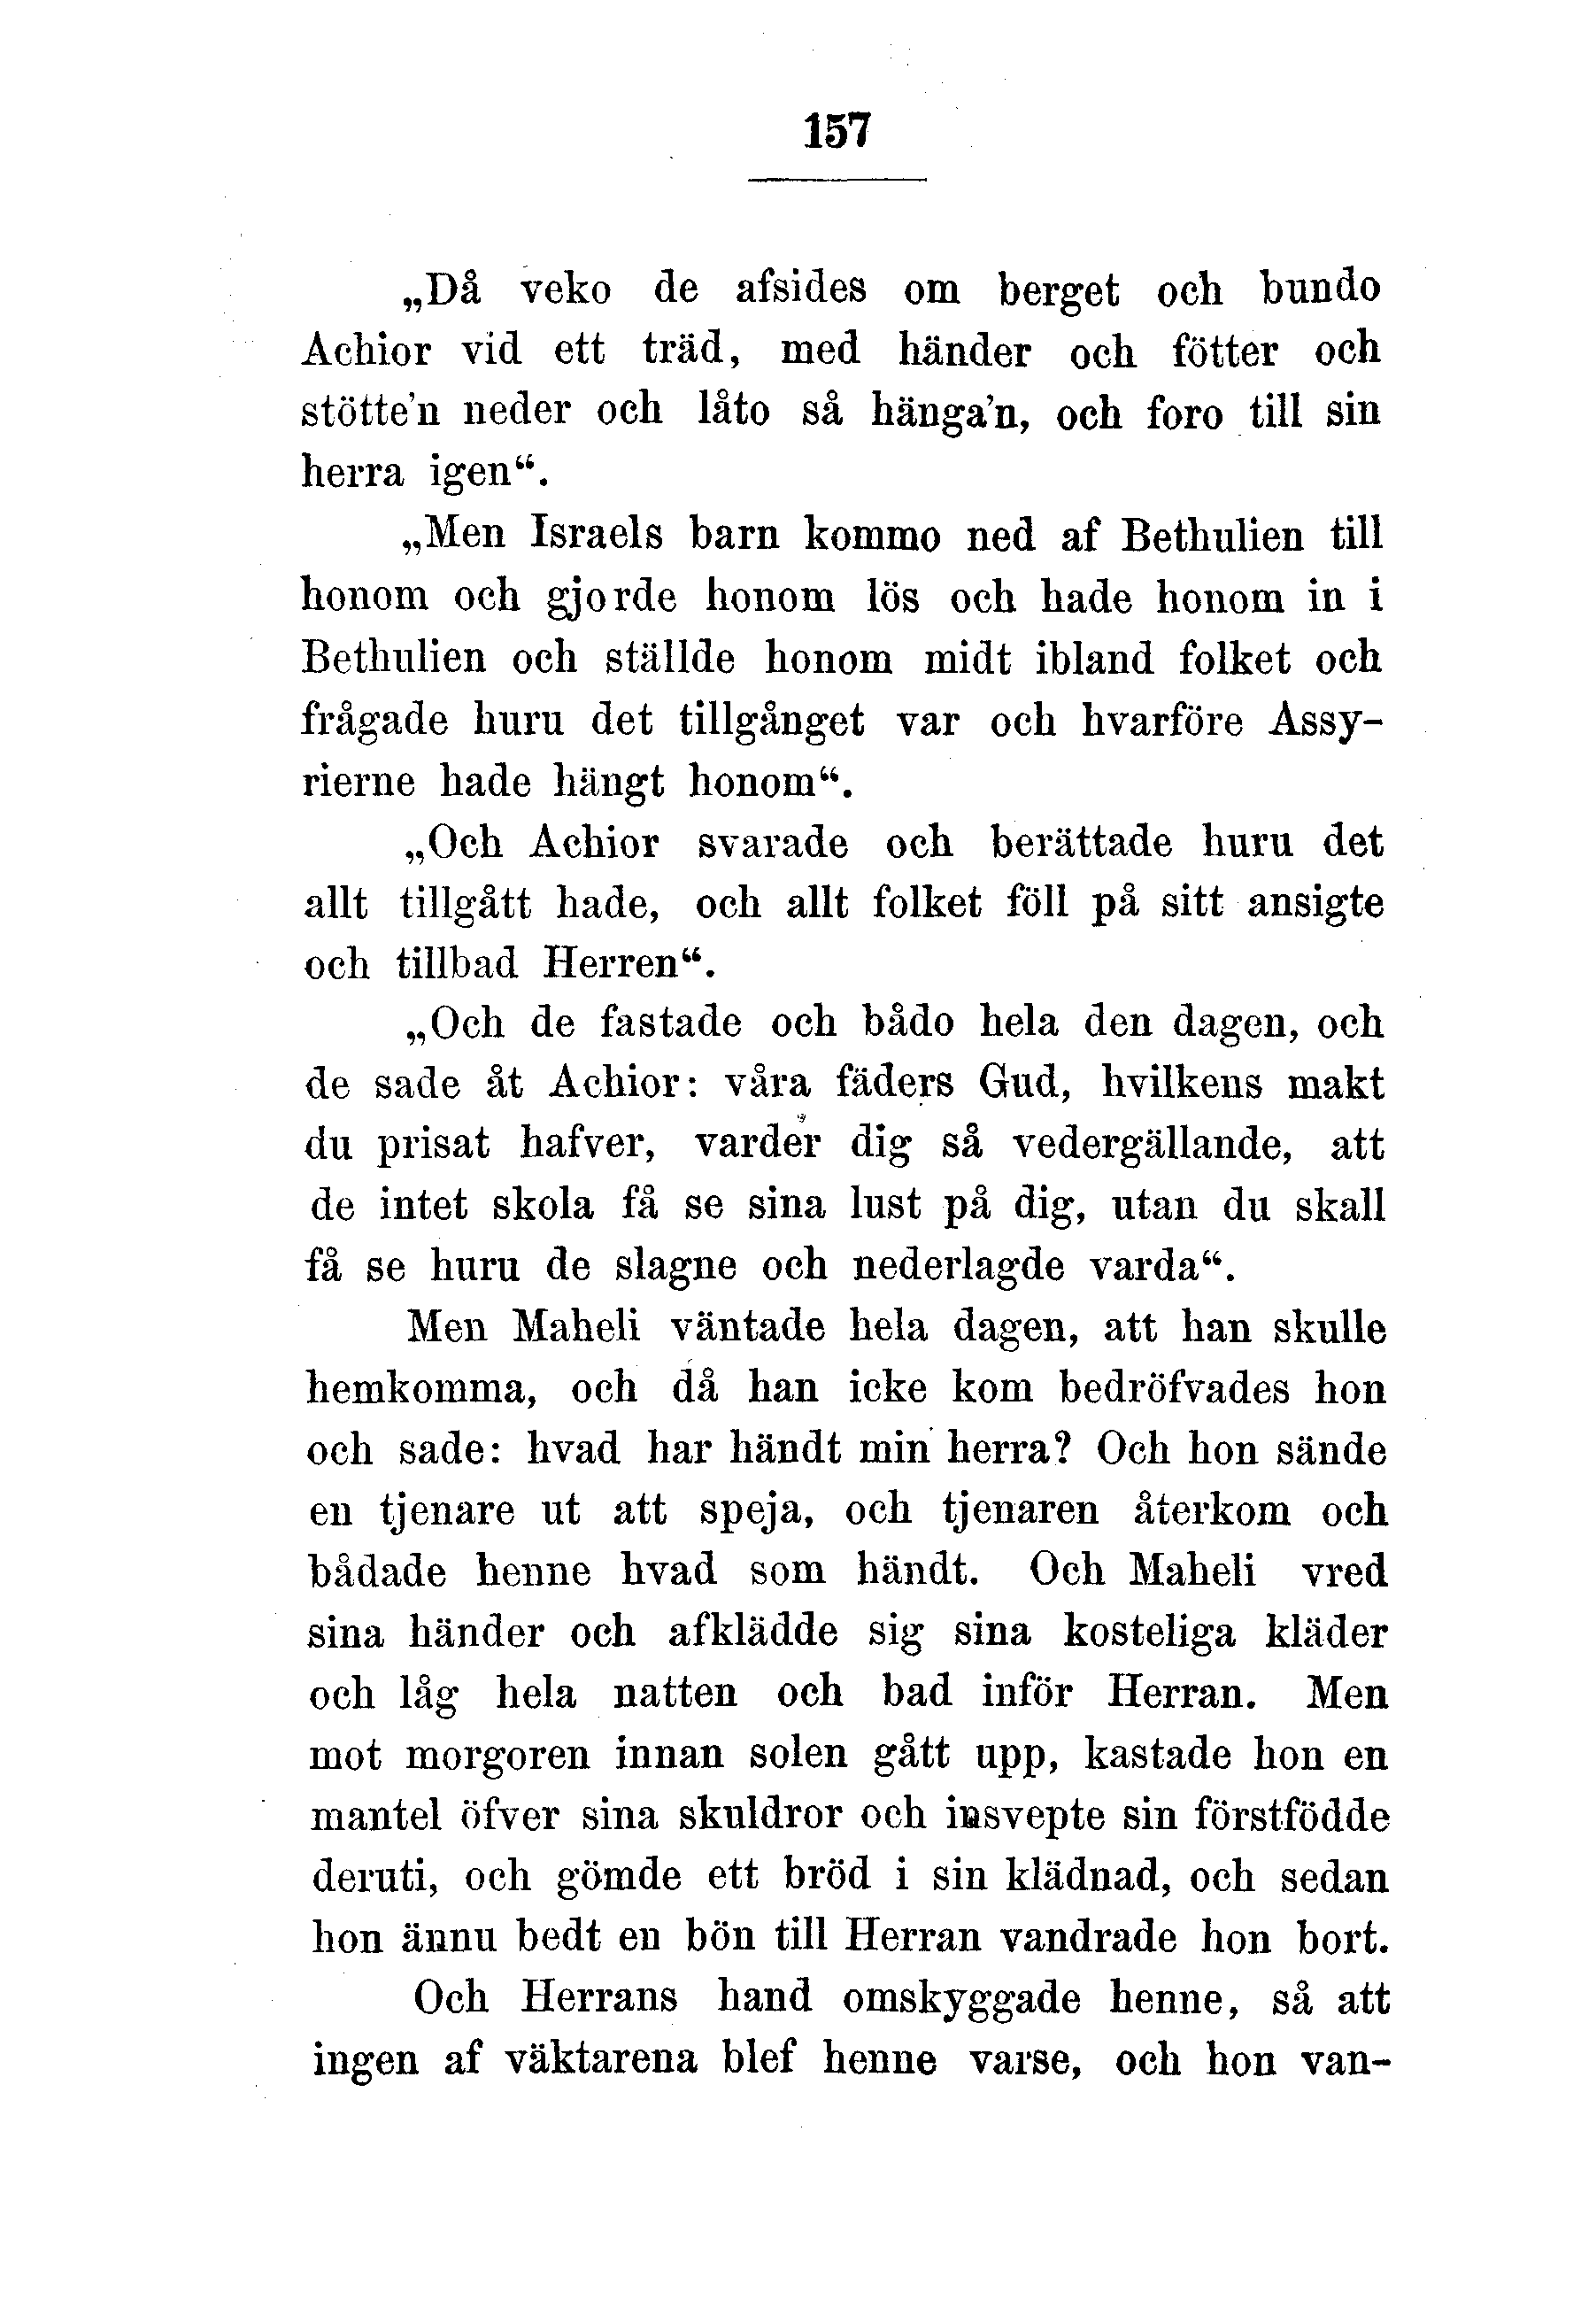 157
„Då veko de afsides om berget och bundo
Achior vid ett träd, med händer och fötter och
stötte'n neder och låto så hänga'n, och foro till sin
herra igen“.
„Men Israels barn kommo ned af Bethulien till
honom och gjorde honom lös och hade honom in i
Bethulien och ställde honom midt ibland folket och
frågade huru det tillgånget var och hvarföre Assy-
rierne hade hängt honom“.
„Och Achior svarade och berättade huru det
allt tillgått hade, och allt folket föll på sitt ansigte
och tillbad Herren“.
„Och de fastade och bådo hela den dagen, och
de sade åt Achior: våra fäders Gud, hvilkens makt
du prisat hafver, varder dig så vedergällande, att
de intet skola få se sina lust på dig, utan du skall
få se huru de slagne och nederlagde varda“.
Men Maheli väntade hela dagen, att han skulle
hemkomma, och då han icke kom bedröfvades hon
och sade: hvad har händt min herra? Och hon sände
en tjenare ut att speja, och tjenaren återkom och
bådade henne hvad som händt. Och Maheli vred
sina händer och afklädde sig sina kosteliga kläder
och låg hela natten och bad inför Herran. Men
mot morgoren innan solen gått upp, kastade hon en
mantel öfver sina skuldror och insvepte sin förstfödde
deruti, och gömde ett bröd i sin klädnad, och sedan
hon ännu bedt en bön till Herran vandrade hon bort.
Och Herrans hand omskyggade henne, så att
ingen af väktarena blef henne varse, och hon van-